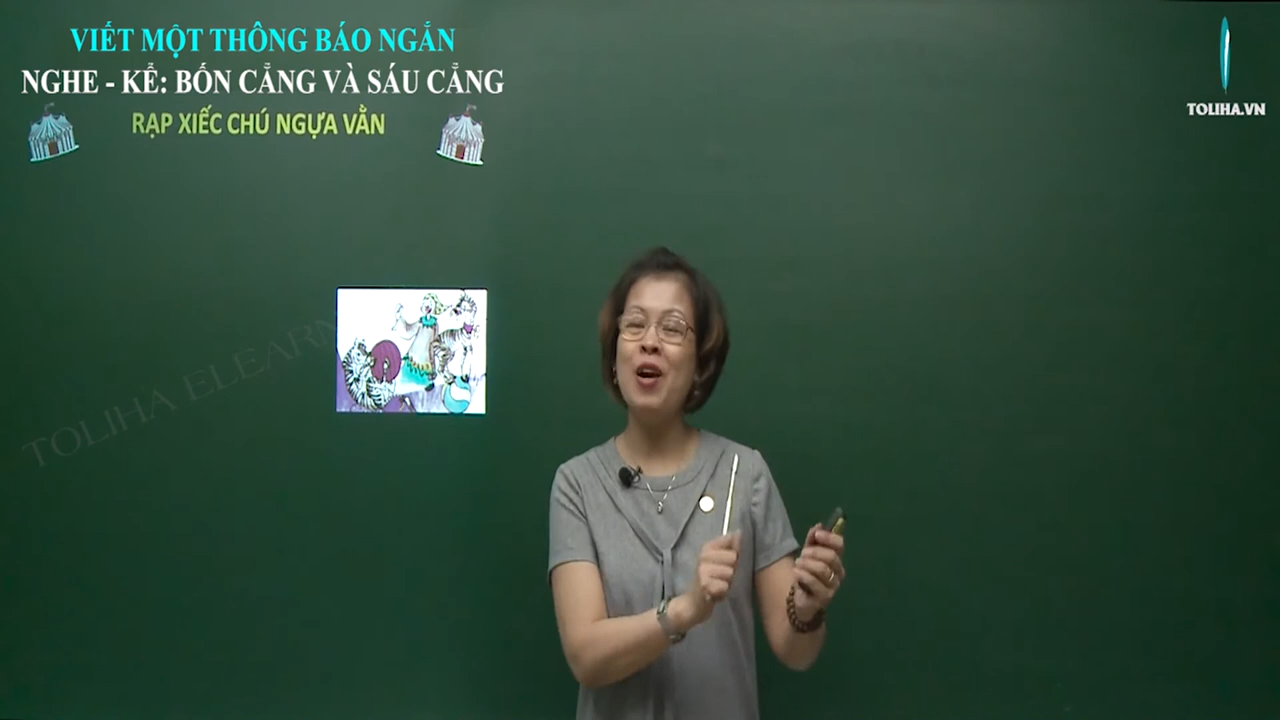 VIẾT MỘT THÔNG BÁO NGẮN
NGHE - KỂ: BỐN CẲNG VÀ SÁU CẲNG
RẠP XIẾC CHÚ NGỰA VẰN
TOLIHA.VN
TOLIHA ELEARN